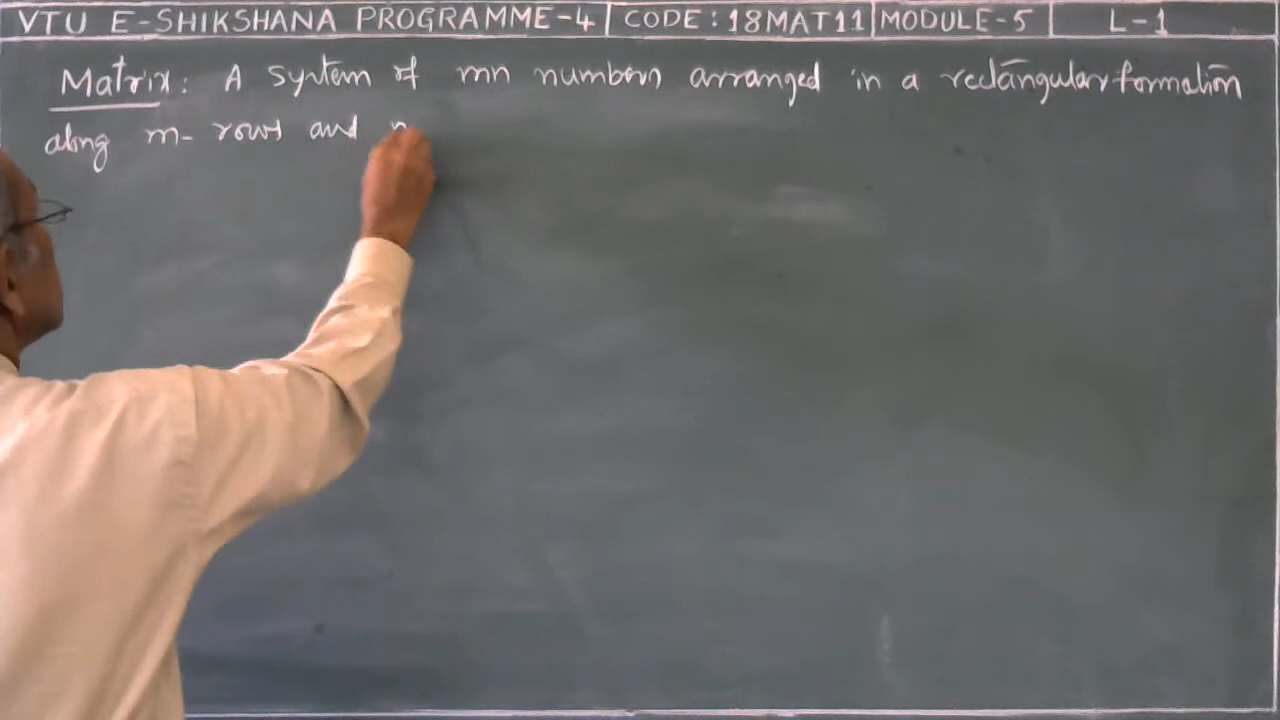 VTU E-SHIKSHANA PROGRAMME-4 CODE: 18MAT11 MODULE-5 L-1
Matrix: A system of mn numbers arranged in a rectangular formation
along m- rows and n